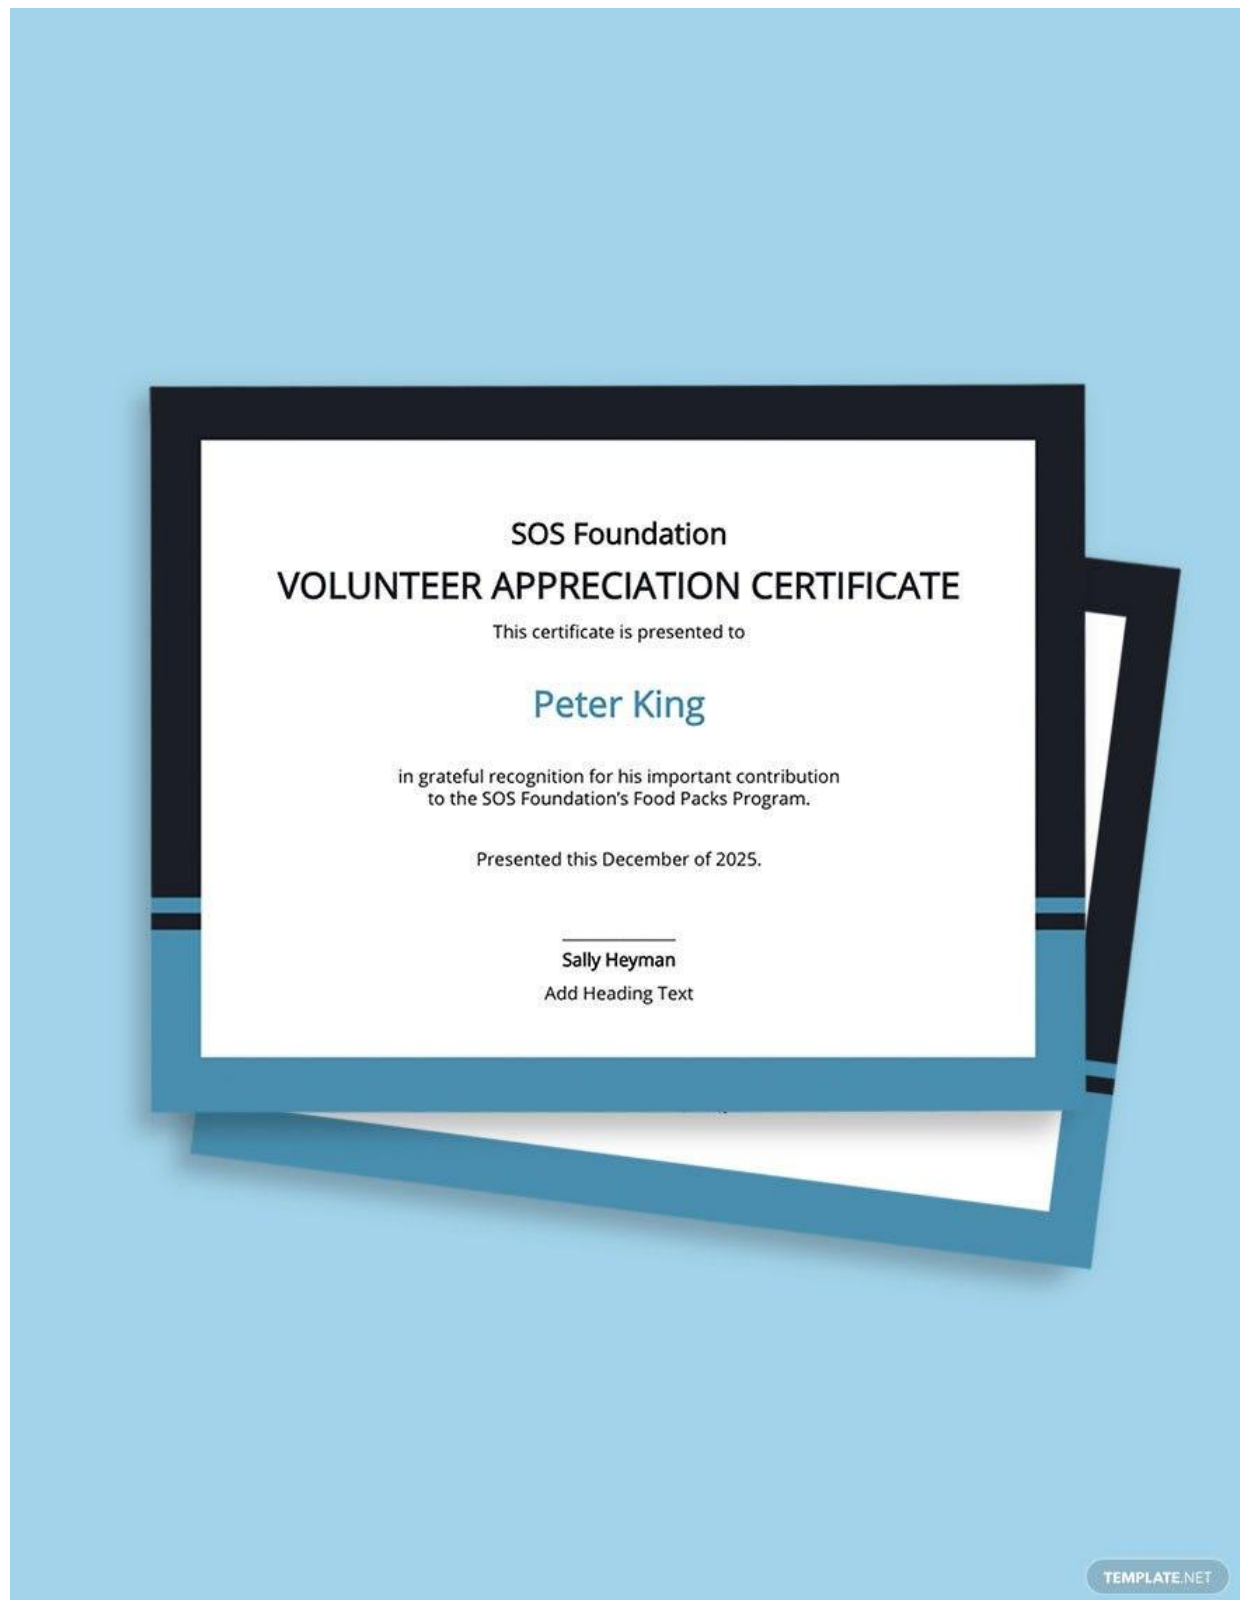 SOS Foundation
VOLUNTEER APPRECIATION CERTIFICATE
This certificate is presented to
Peter King
in grateful recognition for his important contribution
to the SOS Foundation’s Food Packs Program.
Presented this December of 2025.
Sally Heyman
Add Heading Text
TEMPLATE.NET